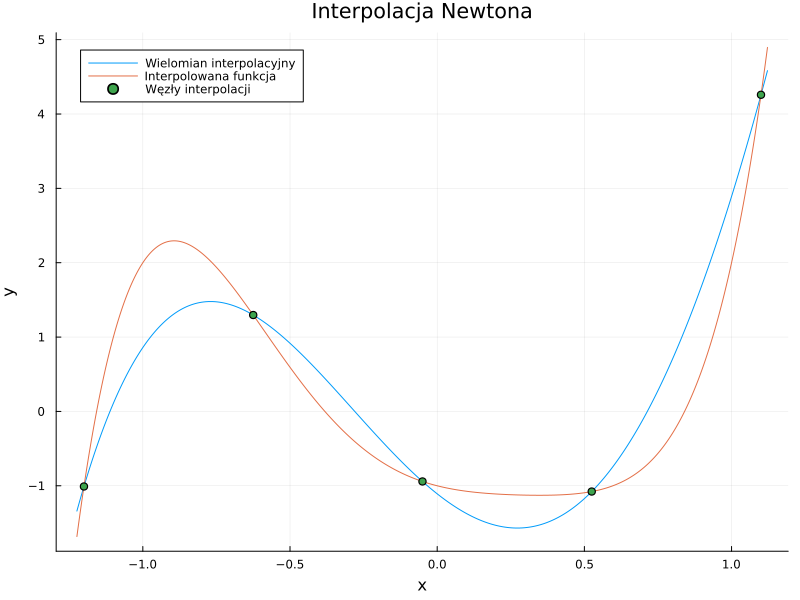 Interpolacja Newtona
Wielomian interpolacyjny
Interpolowana funkcja
Węzły interpolacji
5
4
3
2
1
0
−1
y
−1.0 −0.5 0.0 0.5 1.0
x